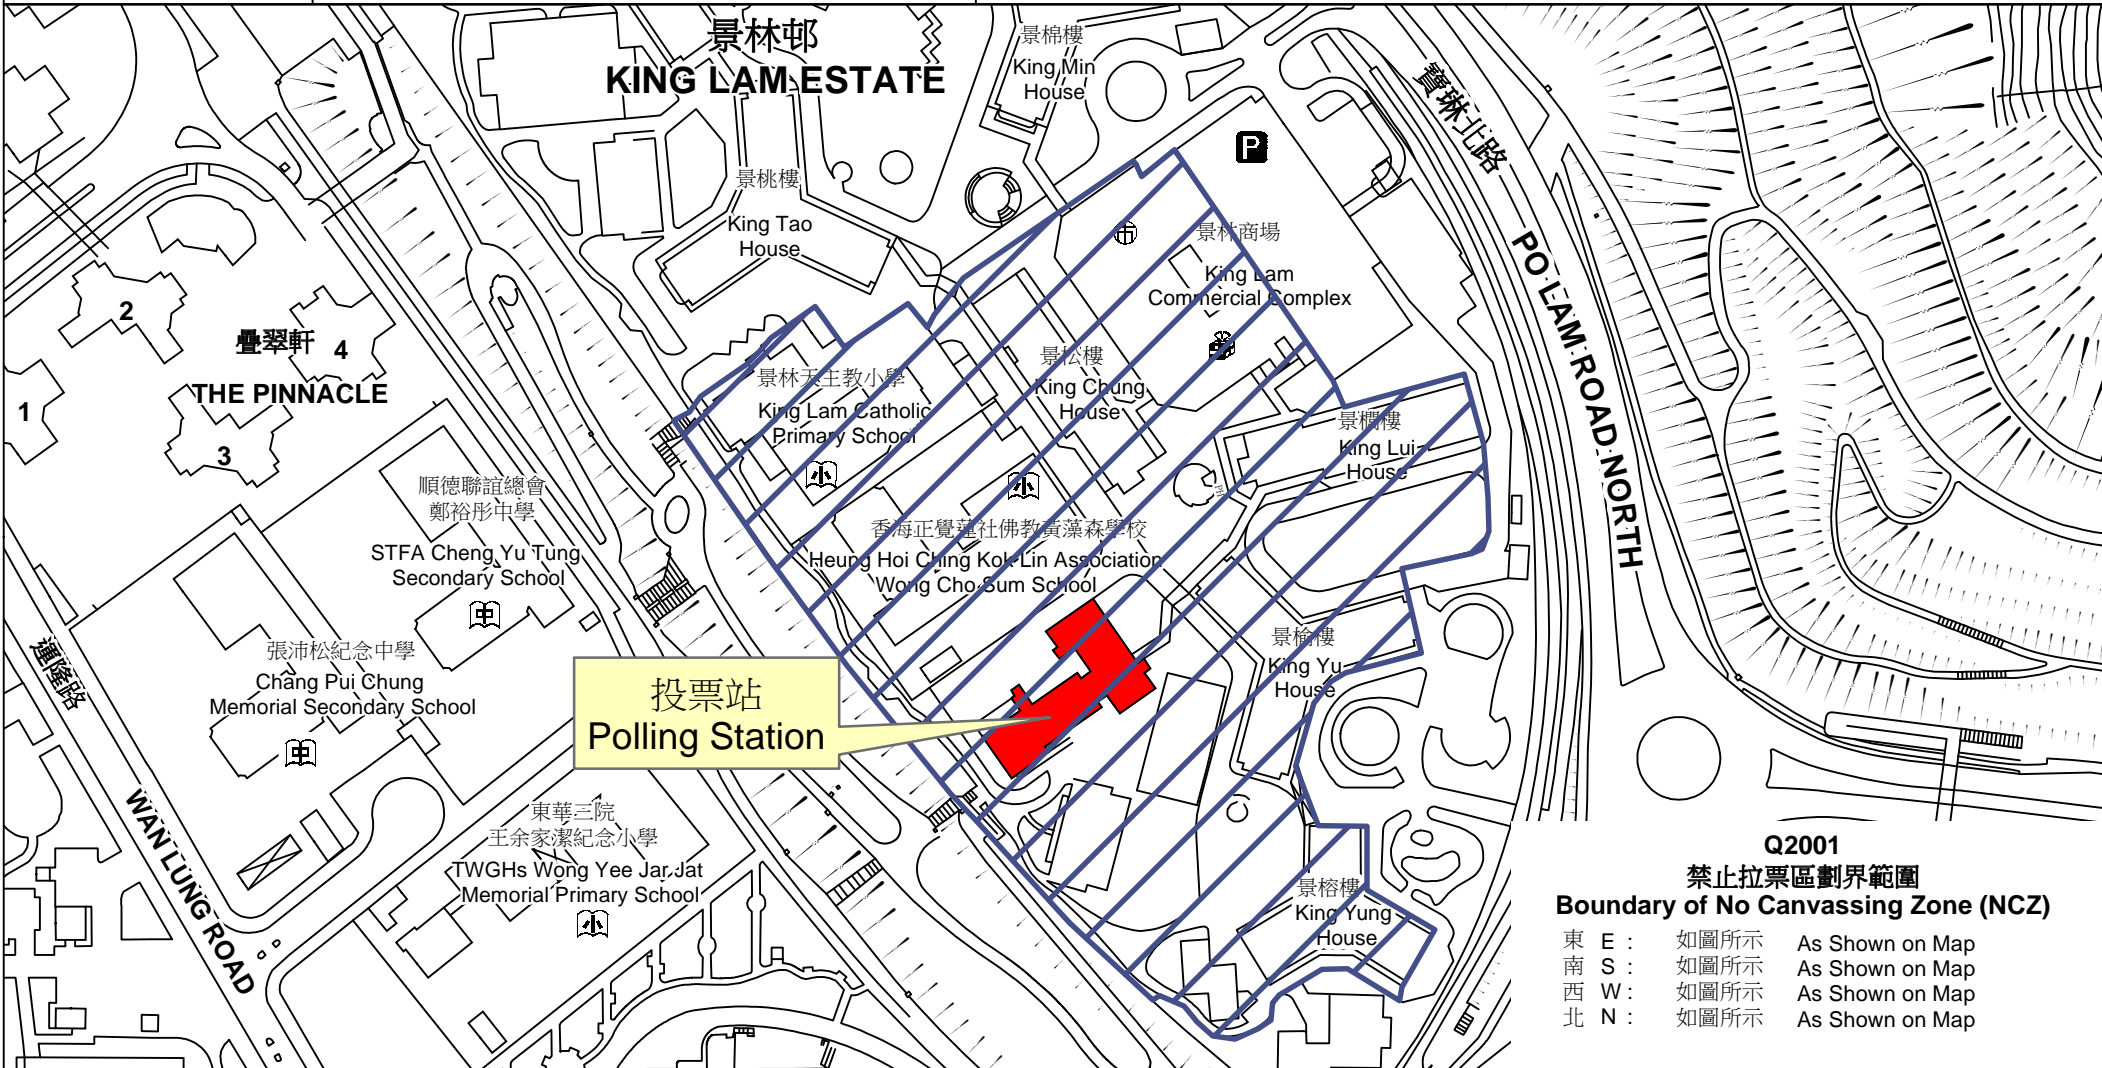 景林邨
KING LAM ESTATE
景棉樓
King Min
House
寶琳北路
PO LAM ROAD NORTH
P
景桃樓
King Tao
House
市
景林商場
King Lam
Commercial Complex
2
疊翠軒
4
THE PINNACLE
1
3
景林天主教小學
King Lam Catholic
Primary School
小
景松樓
King Chung
House
景櫚樓
King Lui
House
順德聯誼總會
鄭裕彤中學
STFA Cheng Yu Tung
Secondary School
中
小
香海正覺蓮社佛教黃藻森學校
Heung Hoi Ching Kok Lin Association
Wong Cho Sum School
景榆樓
King Yu
House
運隆路
WAN LUNG ROAD
張沛松紀念中學
Chang Pui Chung
Memorial Secondary School
中
投票站
Polling Station
東華三院
王余家潔紀念小學
TWGHs Wong Yee Jar Jat
Memorial Primary School
小
景榕樓
King Yung
House
Q2001
禁止拉票區劃界範圍
Boundary of No Canvassing Zone (NCZ)
東 E : 如圖所示 As Shown on Map
南 S : 如圖所示 As Shown on Map
西 W : 如圖所示 As Shown on Map
北 N : 如圖所示 As Shown on Map